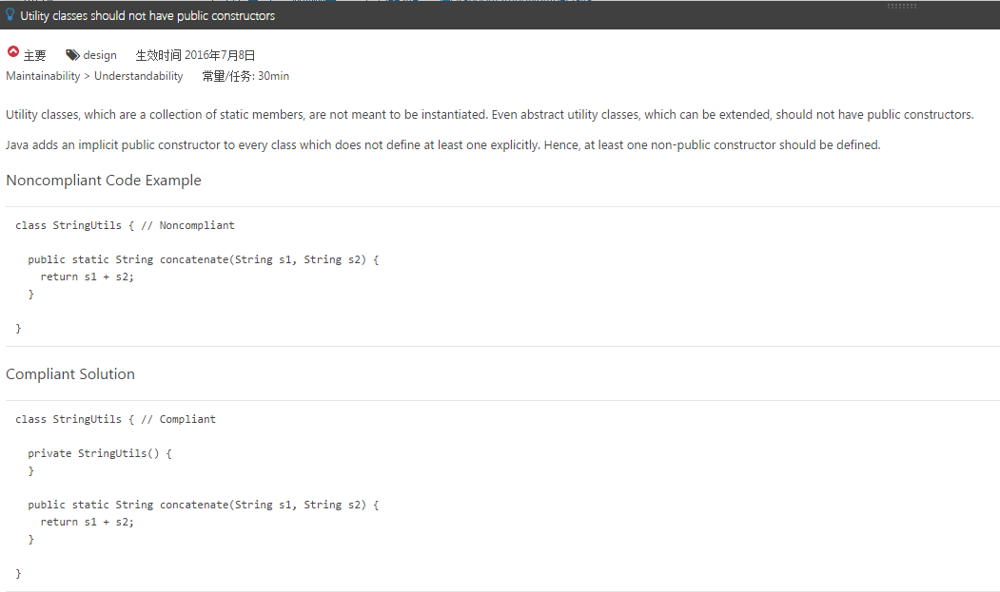 Utility classes should not have public constructors
主要 design 生效时间 2016年7月8日
Maintainability > Understandability 常量/任务: 30min
Utility classes, which are a collection of static members, are not meant to be instantiated. Even abstract utility classes, which can be extended, should not have public constructors.
Java adds an implicit public constructor to every class which does not define at least one explicitly. Hence, at least one non-public constructor should be defined.
Noncompliant Code Example
class StringUtils { // Noncompliant
public static String concatenate(String s1, String s2) {
return s1 + s2;
}
}
Compliant Solution
class StringUtils { // Compliant
private StringUtils() {
}
public static String concatenate(String s1, String s2) {
return s1 + s2;
}
}